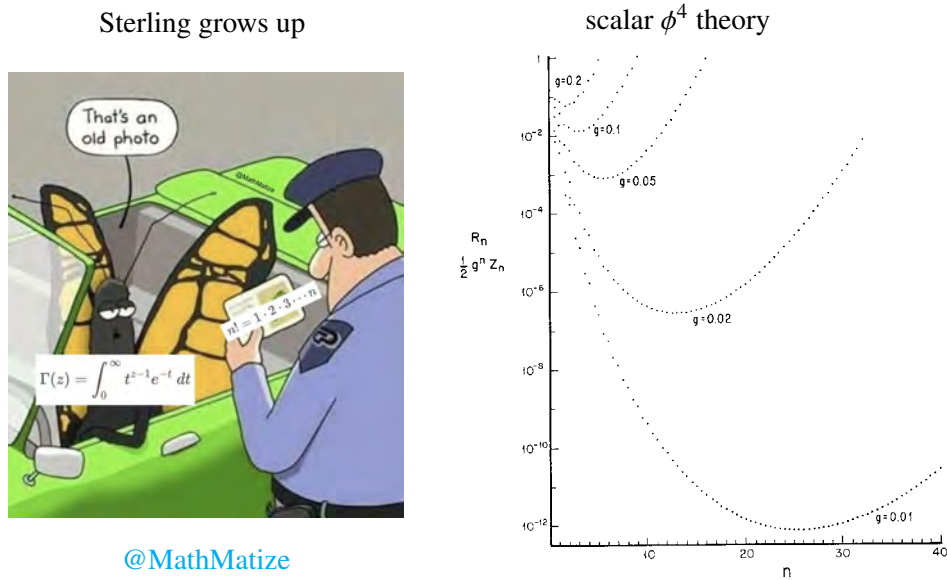 Sterling grows up
That's an
old photo
@MathMatize
n! = 1 · 2 · 3 ··· n
Γ(z) = ∫₀^∞ t^{z−1} e^{−t} dt
@MathMatize
scalar ϕ⁴ theory
1
10⁻²
10⁻⁴
10⁻⁶
10⁻⁸
10⁻¹⁰
10⁻¹²
Rₙ
½ gⁿ Zₙ
g=0.2
g=0.1
g=0.05
g=0.02
g=0.01
10
20
30
40
n